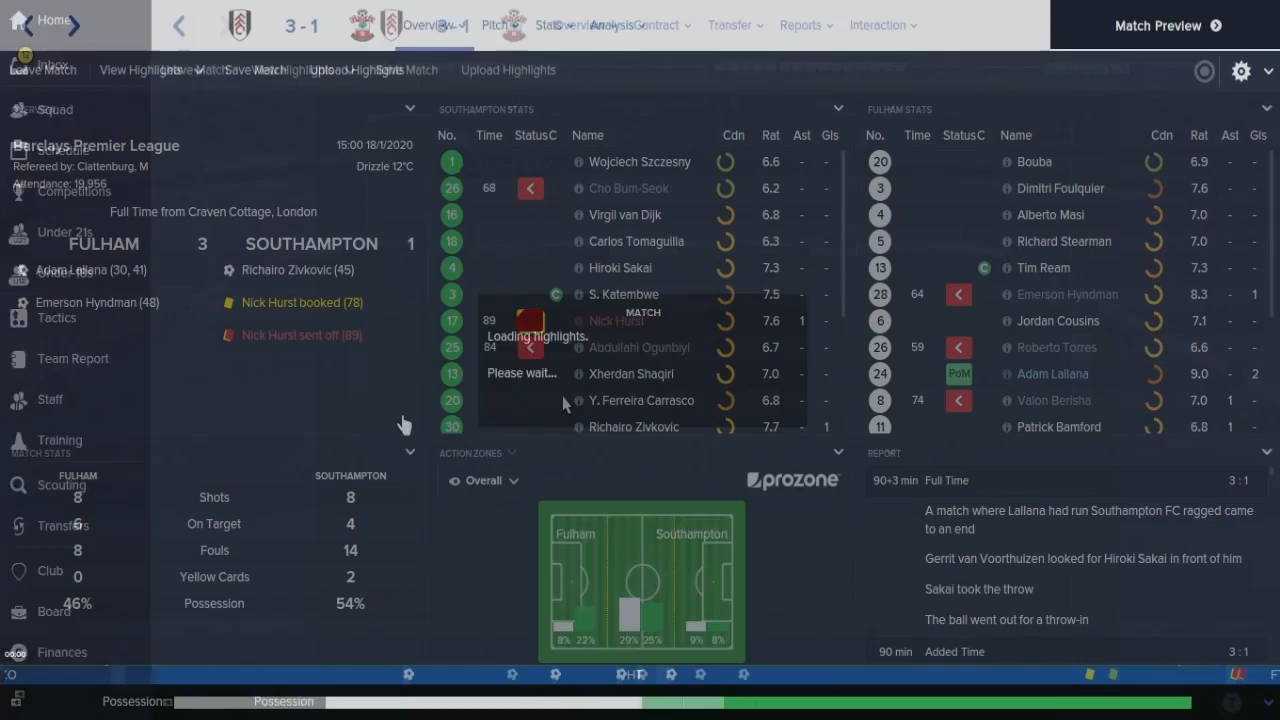 Home
3 - 1
Overview
Pitch
Stats
Analysis
Contract
Transfer
Reports
Interaction
Match Preview
Inbox
Leave Match
View Highlights
Save Match
Upload Highlights
Squad
Schedule
Competitions
Under 21s
Under 18s
Tactics
Team Report
Staff
Training
Scouting
Transfers
Club
Board
Finances
Barclays Premier League
15:00 18/1/2020
Refereed by: Clattenburg, M
Drizzle 12°C
Attendance: 19,956
Full Time from Craven Cottage, London
FULHAM 3 SOUTHAMPTON 1
Adam Lallana (30, 41)
Richairo Zivkovic (45)
Emerson Hyndman (48)
Nick Hurst booked (78)
Nick Hurst sent off (89)
MATCH STATS
FULHAM SOUTHAMPTON
8 Shots 8
6 On Target 4
8 Fouls 14
0 Yellow Cards 2
46% Possession 54%
SOUTHAMPTON STATS
No. Time Status C Name Cdn Rat Ast Gls
1 Wojciech Szczesny 6.6 - -
26 68 Cho Bum-Seok 6.2 - -
16 Virgil van Dijk 6.8 - -
18 Carlos Tomaguilla 6.3 - -
4 Hiroki Sakai 7.3 - -
3 C S. Katembwe 7.5 - -
17 89 Nick Hurst 7.6 1 -
25 84 Abdullahi Ogunbiyi 6.7 - -
13 Xherdan Shaqiri 7.0 - -
20 Y. Ferreira Carrasco 6.8 - -
30 Richairo Zivkovic 7.7 - 1
MATCH
Loading highlights.
Please wait...
FULHAM STATS
No. Time Status C Name Cdn Rat Ast Gls
20 Bouba 6.9 - -
3 Dimitri Foulquier 7.6 - -
4 Alberto Masi 7.0 - -
5 Richard Stearman 7.0 - -
13 C Tim Ream 7.3 - -
28 64 Emerson Hyndman 8.3 - 1
6 Jordan Cousins 7.1 - -
26 59 Roberto Torres 6.6 - -
24 PoM Adam Lallana 9.0 - 2
8 74 Valon Berisha 7.0 1 -
11 Patrick Bamford 6.8 1 -
ACTION ZONES
Overall
prozone
Fulham Southampton
8% 22% 29% 25% 9% 8%
REPORT
90+3 min Full Time 3 : 1
A match where Lallana had run Southampton FC ragged came
to an end
Gerrit van Voorthuizen looked for Hiroki Sakai in front of him
Sakai took the throw
The ball went out for a throw-in
90 min Added Time 3 : 1
00:00
HT
Possession
Possession